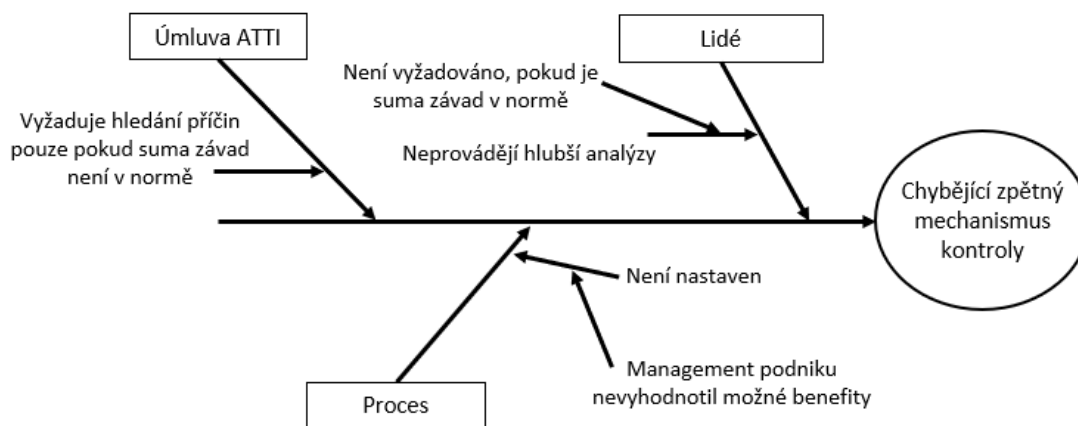 Úmluva ATTI
Lidé
Není vyžadováno, pokud je
suma závad v normě
Vyžaduje hledání příčin
pouze pokud suma závad
není v normě
Neprovádějí hlubší analýzy
Chybějící zpětný
mechanismus
kontroly
Není nastaven
Management podniku
nevyhodnotil možné benefity
Proces